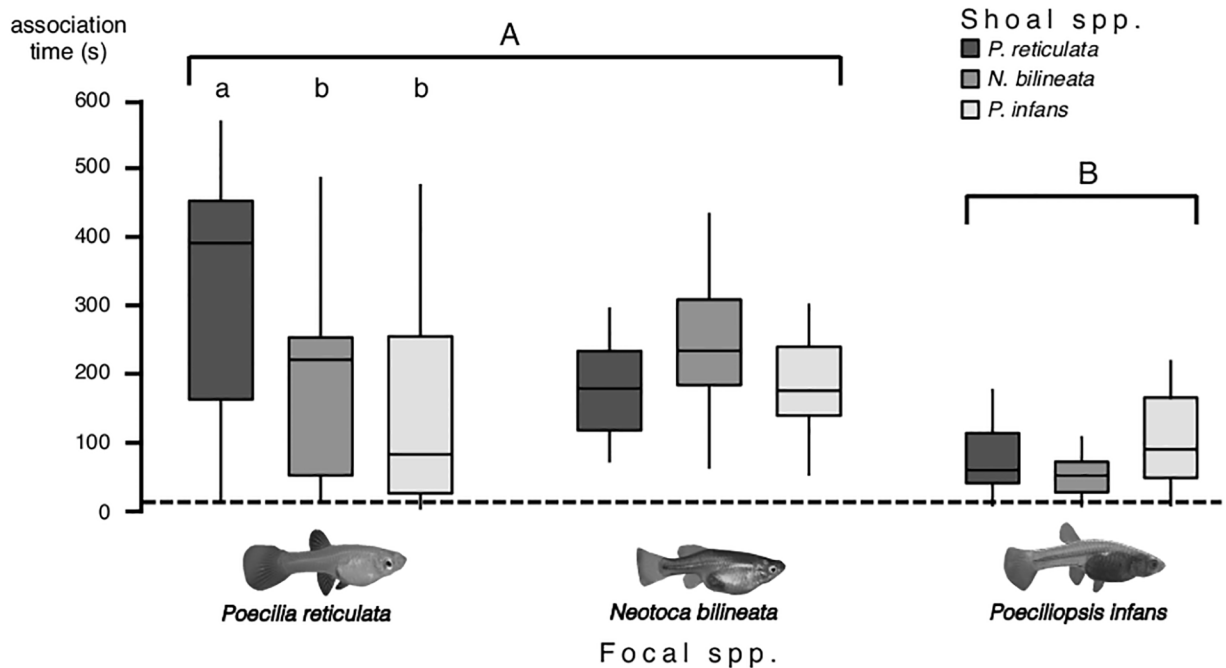 association
time (s)
Shoal spp.
P. reticulata
N. bilineata
P. infans
A
a b b
B
600
500
400
300
200
100
0
Poecilia reticulata
Neotoca bilineata
Poeciliopsis infans
Focal spp.